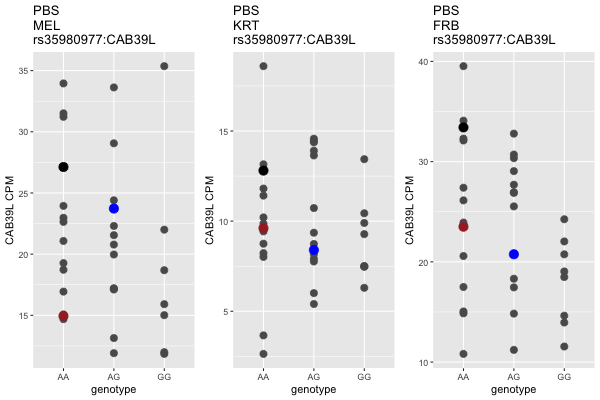 PBS
MEL
rs35980977:CAB39L
CAB39L CPM
35
30
25
20
15
AA AG GG
genotype
PBS
KRT
rs35980977:CAB39L
CAB39L CPM
15
10
5
AA AG GG
genotype
PBS
FRB
rs35980977:CAB39L
CAB39L CPM
40
30
20
10
AA AG GG
genotype